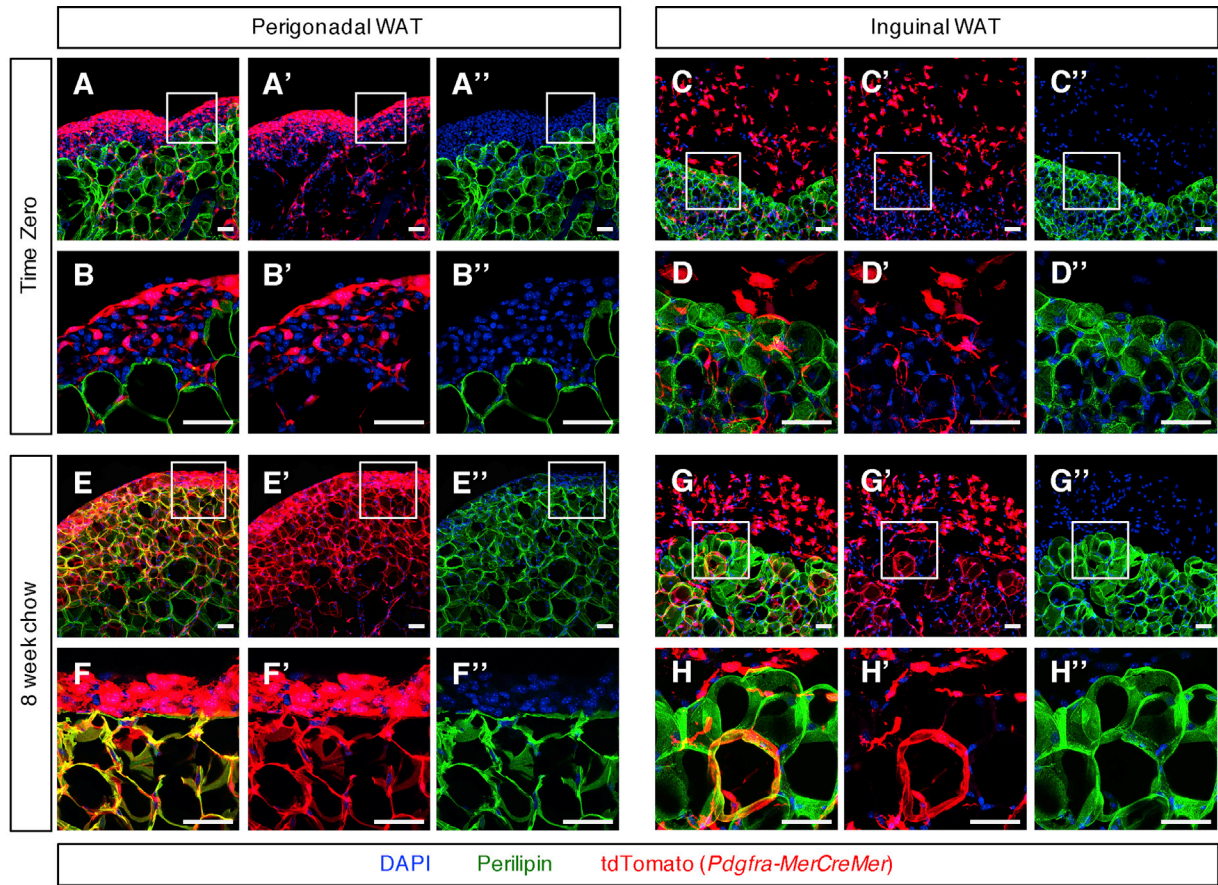 Perigonadal WAT
Inguinal WAT
Time Zero
A A’ A’’ C C’ C’’
B B’ B’’ D D’ D’’
8 week chow
E E’ E’’ G G’ G’’
F F’ F’’ H H’ H’’
DAPI Perilipin tdTomato (Pdgfra-MerCreMer)